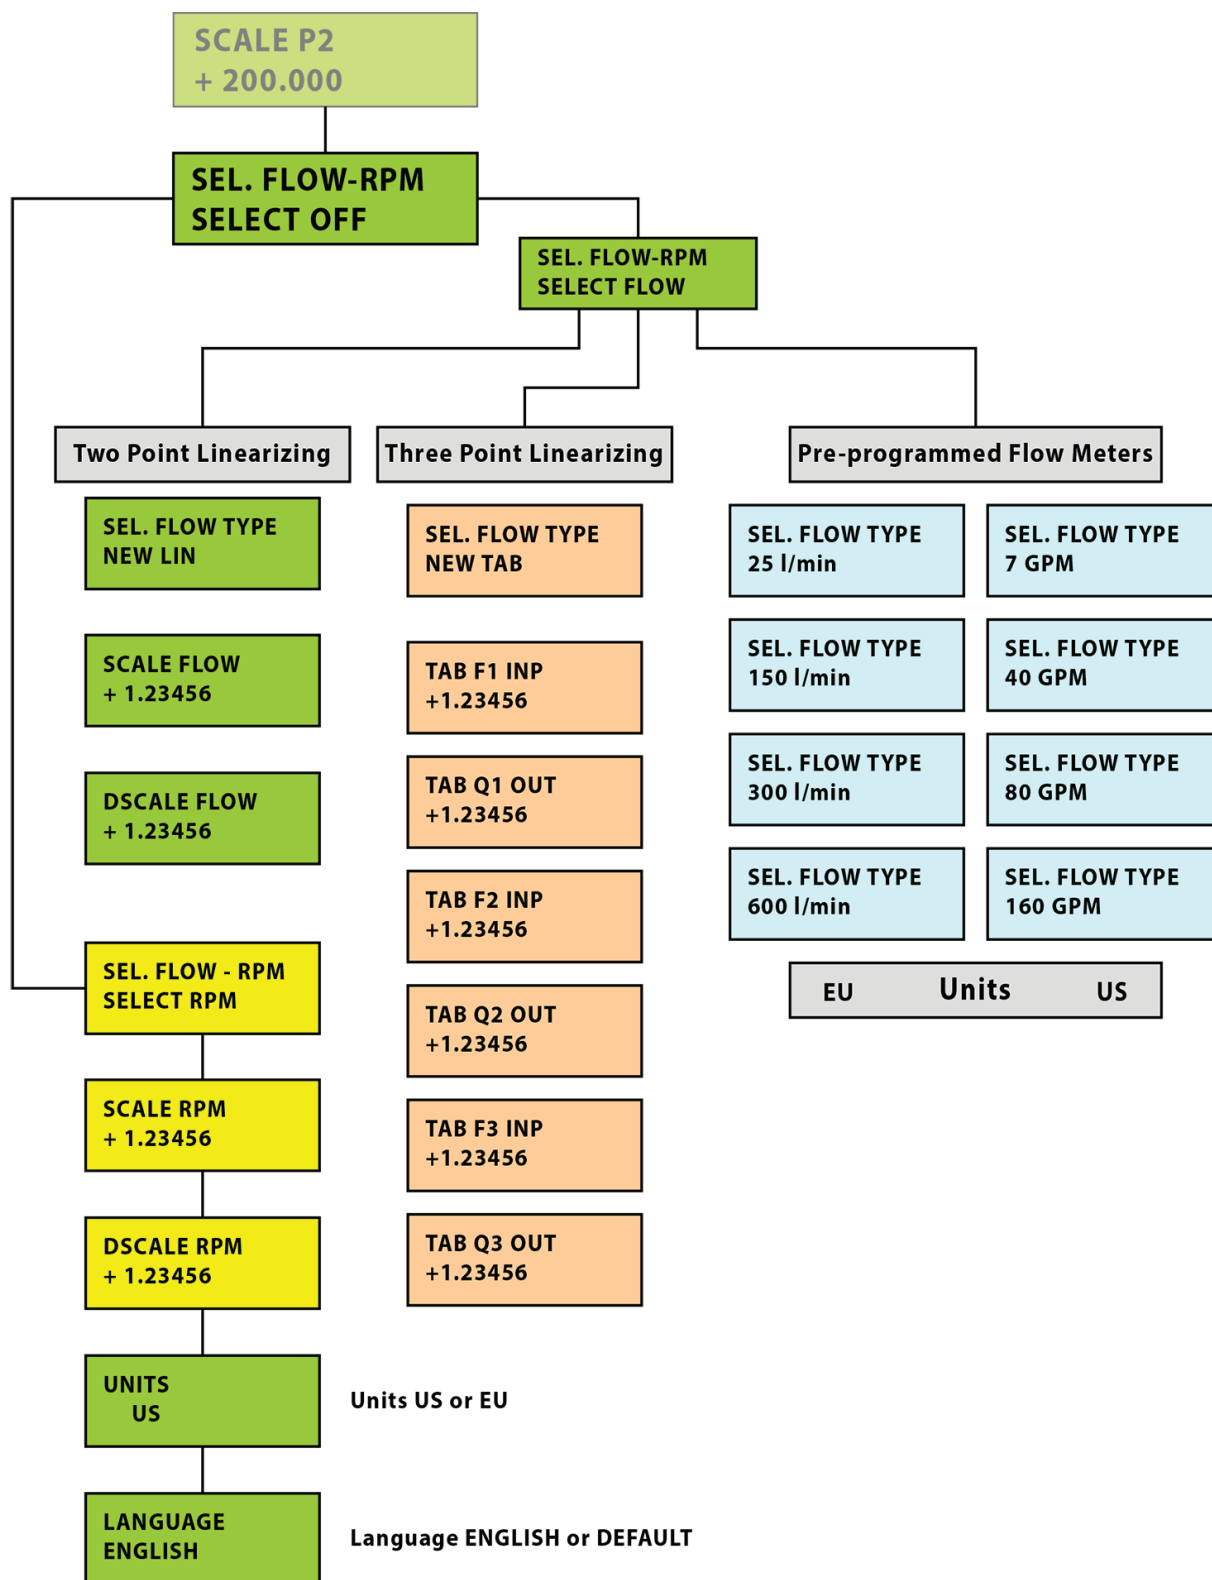 SCALE P2
+ 200.000
SEL. FLOW-RPM
SELECT OFF
SEL. FLOW-RPM
SELECT FLOW
Two Point Linearizing
Three Point Linearizing
Pre-programmed Flow Meters
SEL. FLOW TYPE
NEW LIN
SCALE FLOW
+ 1.23456
DSCALE FLOW
+ 1.23456
SEL. FLOW - RPM
SELECT RPM
SCALE RPM
+ 1.23456
DSCALE RPM
+ 1.23456
UNITS
US
Units US or EU
LANGUAGE
ENGLISH
Language ENGLISH or DEFAULT
SEL. FLOW TYPE
NEW TAB
TAB F1 INP
+1.23456
TAB Q1 OUT
+1.23456
TAB F2 INP
+1.23456
TAB Q2 OUT
+1.23456
TAB F3 INP
+1.23456
TAB Q3 OUT
+1.23456
SEL. FLOW TYPE
25 l/min
SEL. FLOW TYPE
7 GPM
SEL. FLOW TYPE
150 l/min
SEL. FLOW TYPE
40 GPM
SEL. FLOW TYPE
300 l/min
SEL. FLOW TYPE
80 GPM
SEL. FLOW TYPE
600 l/min
SEL. FLOW TYPE
160 GPM
EU Units US